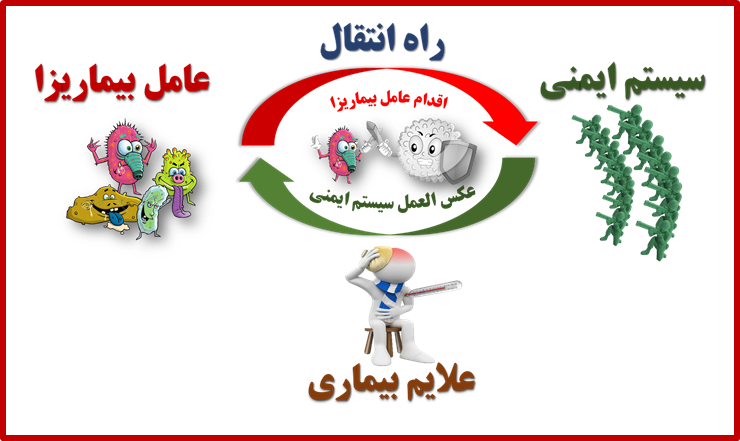 راه انتقال
سیستم ایمنی
عامل بیماریزا
اقدام عامل بیماریزا
عکس العمل سیستم ایمنی
علایم بیماری